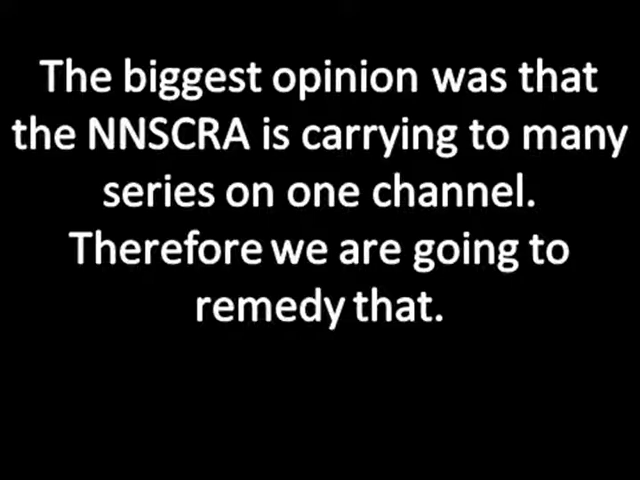 The biggest opinion was that
the NNSCRA is carrying to many
series on one channel.
Therefore we are going to
remedy that.